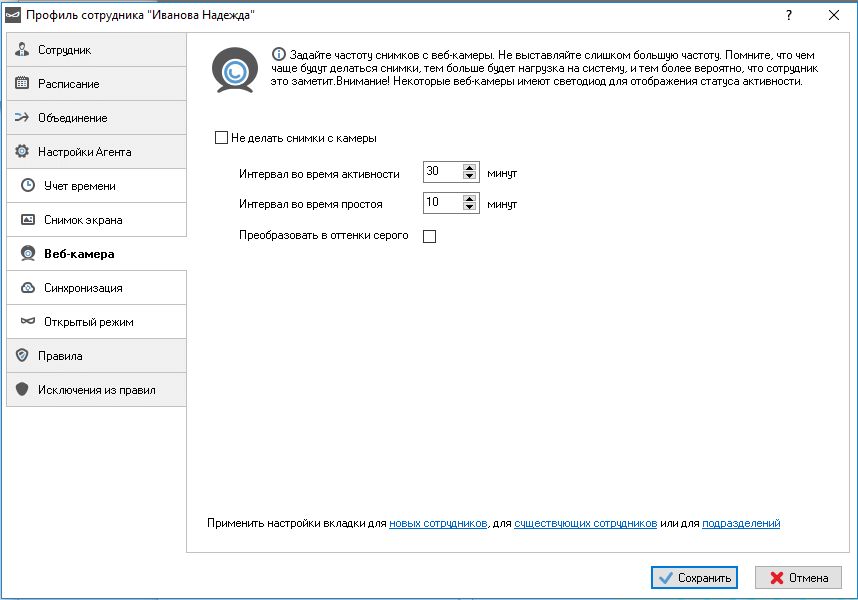 Профиль сотрудника "Иванова Надежда"
?
Сотрудник
Расписание
Объединение
Настройки Агента
Учет времени
Снимок экрана
Веб-камера
Синхронизация
Открытый режим
Правила
Исключения из правил
Задайте частоту снимков с веб-камеры. Не выставляйте слишком большую частоту. Помните, что чем
чаще будут делаться снимки, тем больше будет нагрузка на систему, и тем более вероятно, что сотрудник
это заметит.Внимание! Некоторые веб-камеры имеют светодиод для отображения статуса активности.
Не делать снимки с камеры
Интервал во время активности 30 минут
Интервал во время простоя 10 минут
Преобразовать в оттенки серого
Применить настройки вкладки для новых сотрудников, для существующих сотрудников или для подразделений
Сохранить Отмена